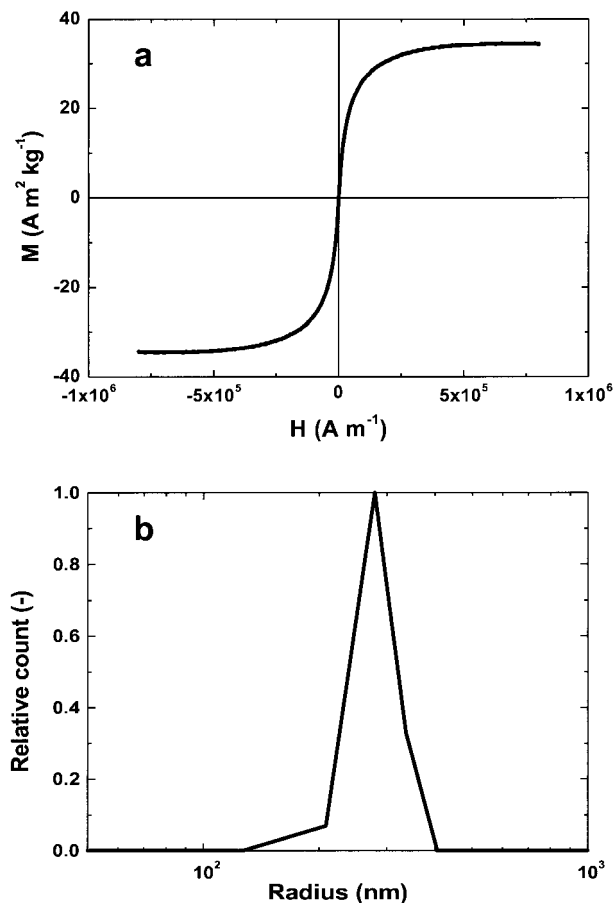 a
40
20
0
-20
-40
M (A m² kg⁻¹)
-1x10⁶
-5x10⁵
0
5x10⁵
1x10⁶
H (A m⁻¹)
b
1.0
0.8
0.6
0.4
0.2
0.0
Relative count (-)
10²
10³
Radius (nm)